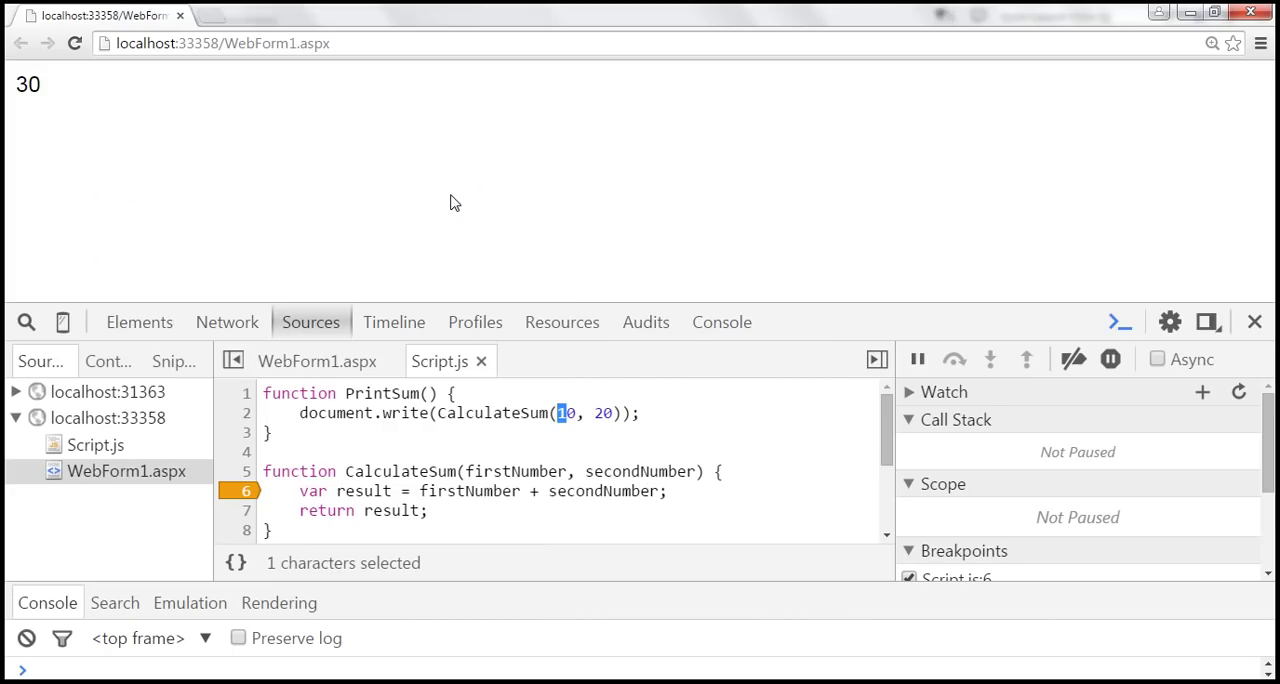 localhost:33358/WebForm
localhost:33358/WebForm1.aspx
30
Elements Network Sources Timeline Profiles Resources Audits Console
Sour... Cont... Snip... WebForm1.aspx Script.js Async
localhost:31363
localhost:33358
Script.js
WebForm1.aspx
1 function PrintSum() {
2 document.write(CalculateSum(10, 20));
3 }
4
5 function CalculateSum(firstNumber, secondNumber) {
6 var result = firstNumber + secondNumber;
7 return result;
8 }
{} 1 characters selected
Watch
Call Stack
Not Paused
Scope
Not Paused
Breakpoints
Script.js:6
Console Search Emulation Rendering
<top frame> Preserve log